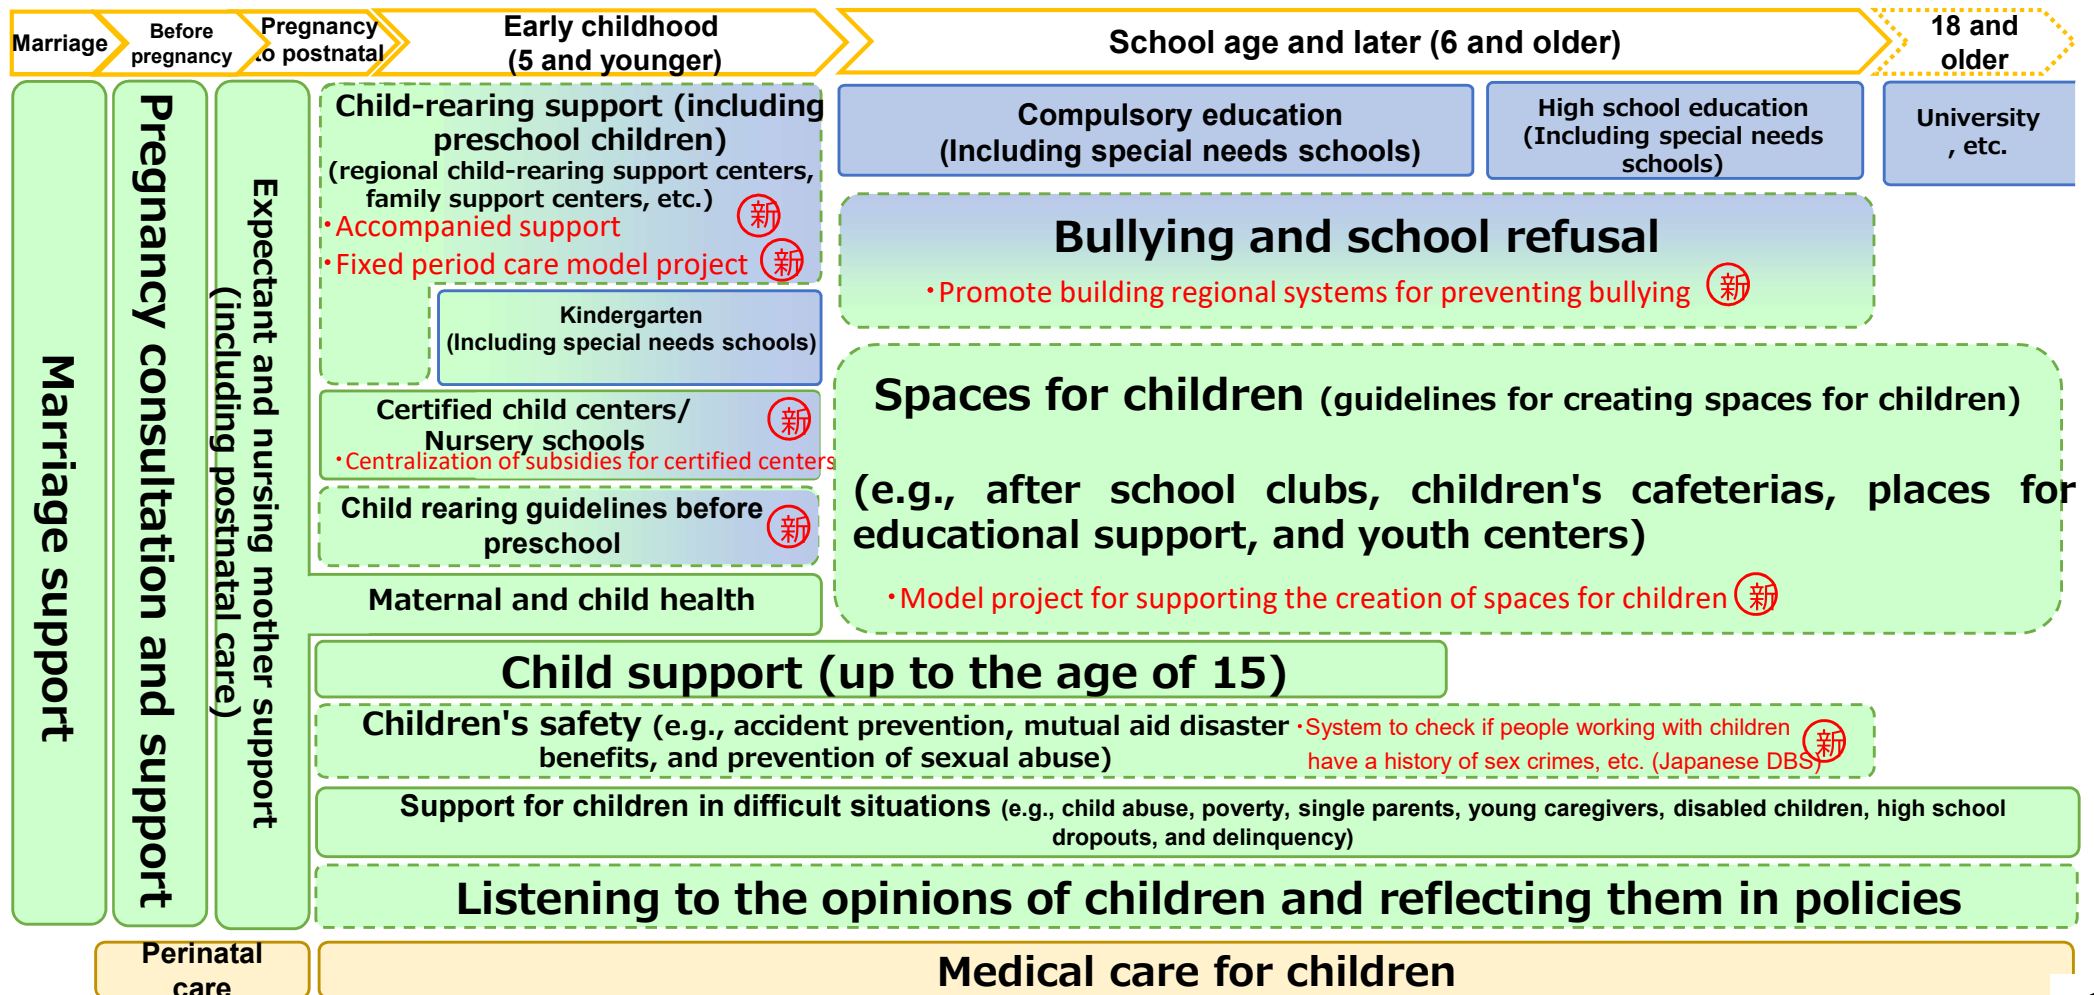 Marriage
Before
pregnancy
Pregnancy
to postnatal
Early childhood
(5 and younger)
School age and later (6 and older)
18 and
older
Marriage support
Pregnancy consultation and support
Expectant and nursing mother support
(including postnatal care)
Child-rearing support (including
preschool children)
(regional child-rearing support centers,
family support centers, etc.)
・Accompanied support 新
・Fixed period care model project 新
Kindergarten
(Including special needs schools)
Certified child centers/
Nursery schools 新
・Centralization of subsidies for certified centers
Child rearing guidelines before
preschool 新
Maternal and child health
Compulsory education
(Including special needs schools)
High school education
(Including special needs
schools)
University
, etc.
Bullying and school refusal
・Promote building regional systems for preventing bullying 新
Spaces for children (guidelines for creating spaces for children)
(e.g., after school clubs, children's cafeterias, places for
educational support, and youth centers)
・Model project for supporting the creation of spaces for children 新
Child support (up to the age of 15)
Children's safety (e.g., accident prevention, mutual aid disaster
benefits, and prevention of sexual abuse)
・System to check if people working with children
have a history of sex crimes, etc. (Japanese DBS) 新
Support for children in difficult situations (e.g., child abuse, poverty, single parents, young caregivers, disabled children, high school
dropouts, and delinquency)
Listening to the opinions of children and reflecting them in policies
Perinatal
care
Medical care for children